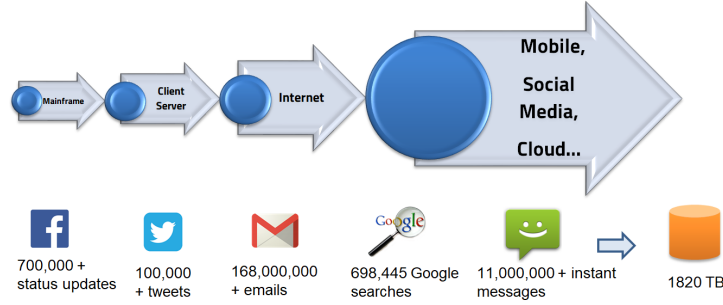 Mainframe
Client
Server
Internet
Mobile,
Social
Media,
Cloud...
f
Google
700,000 +
status updates
100,000
+ tweets
168,000,000
+ emails
698,445 Google
searches
11,000,000 + instant
messages
1820 TB